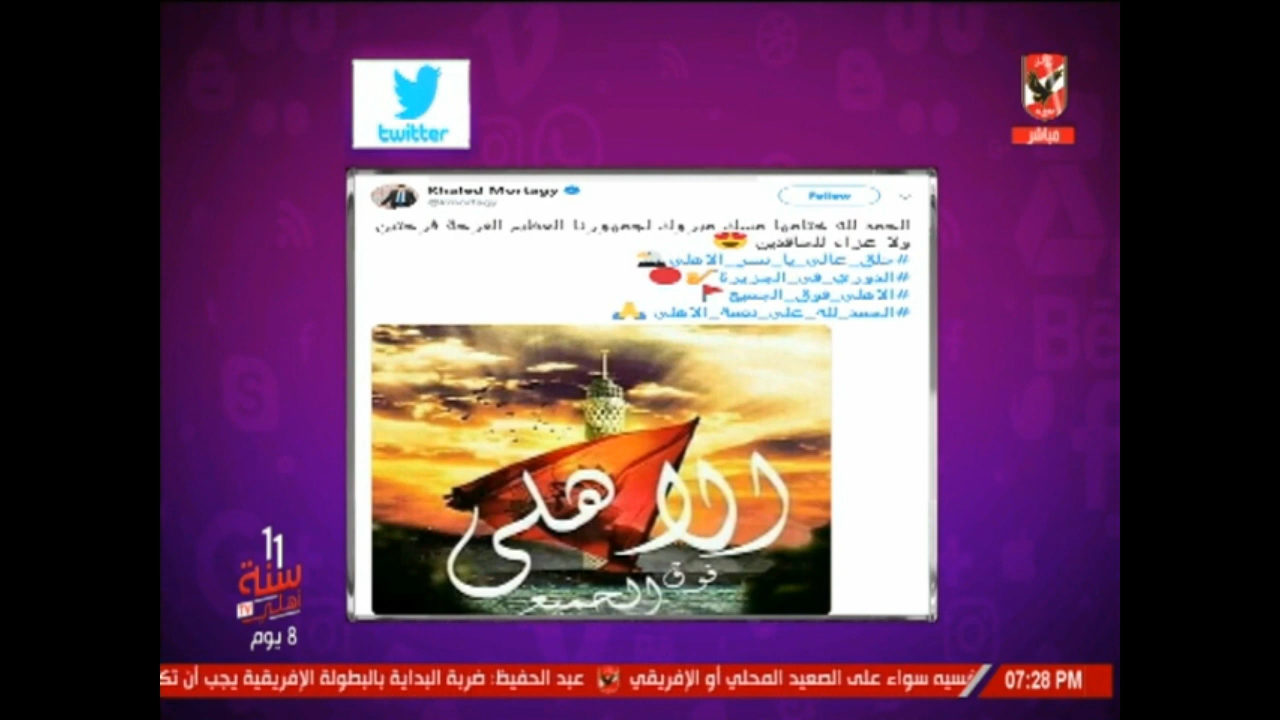 twitter
مباشر
Khaled Mortagy
@kmortagy
Follow
الحمد لله ختامها مسك مبروك لجمهورنا العظيم الفرحة فرحتين
ولا عزاء للحاقدين
#حلق_عالي_يا_نسر_الاهلي
#الدوري_في_الجزيرة
#الاهلي_فوق_الجميع
#الحمد_لله_على_نعمة_الاهلي
الاهلى
فوق الجميع
11
سنة
أهلي
TV
8 يوم
07:28 PM
سواء على الصعيد المحلي أو الإفريقي عبد الحفيظ: ضربة البداية بالبطولة الإفريقية يجب أن